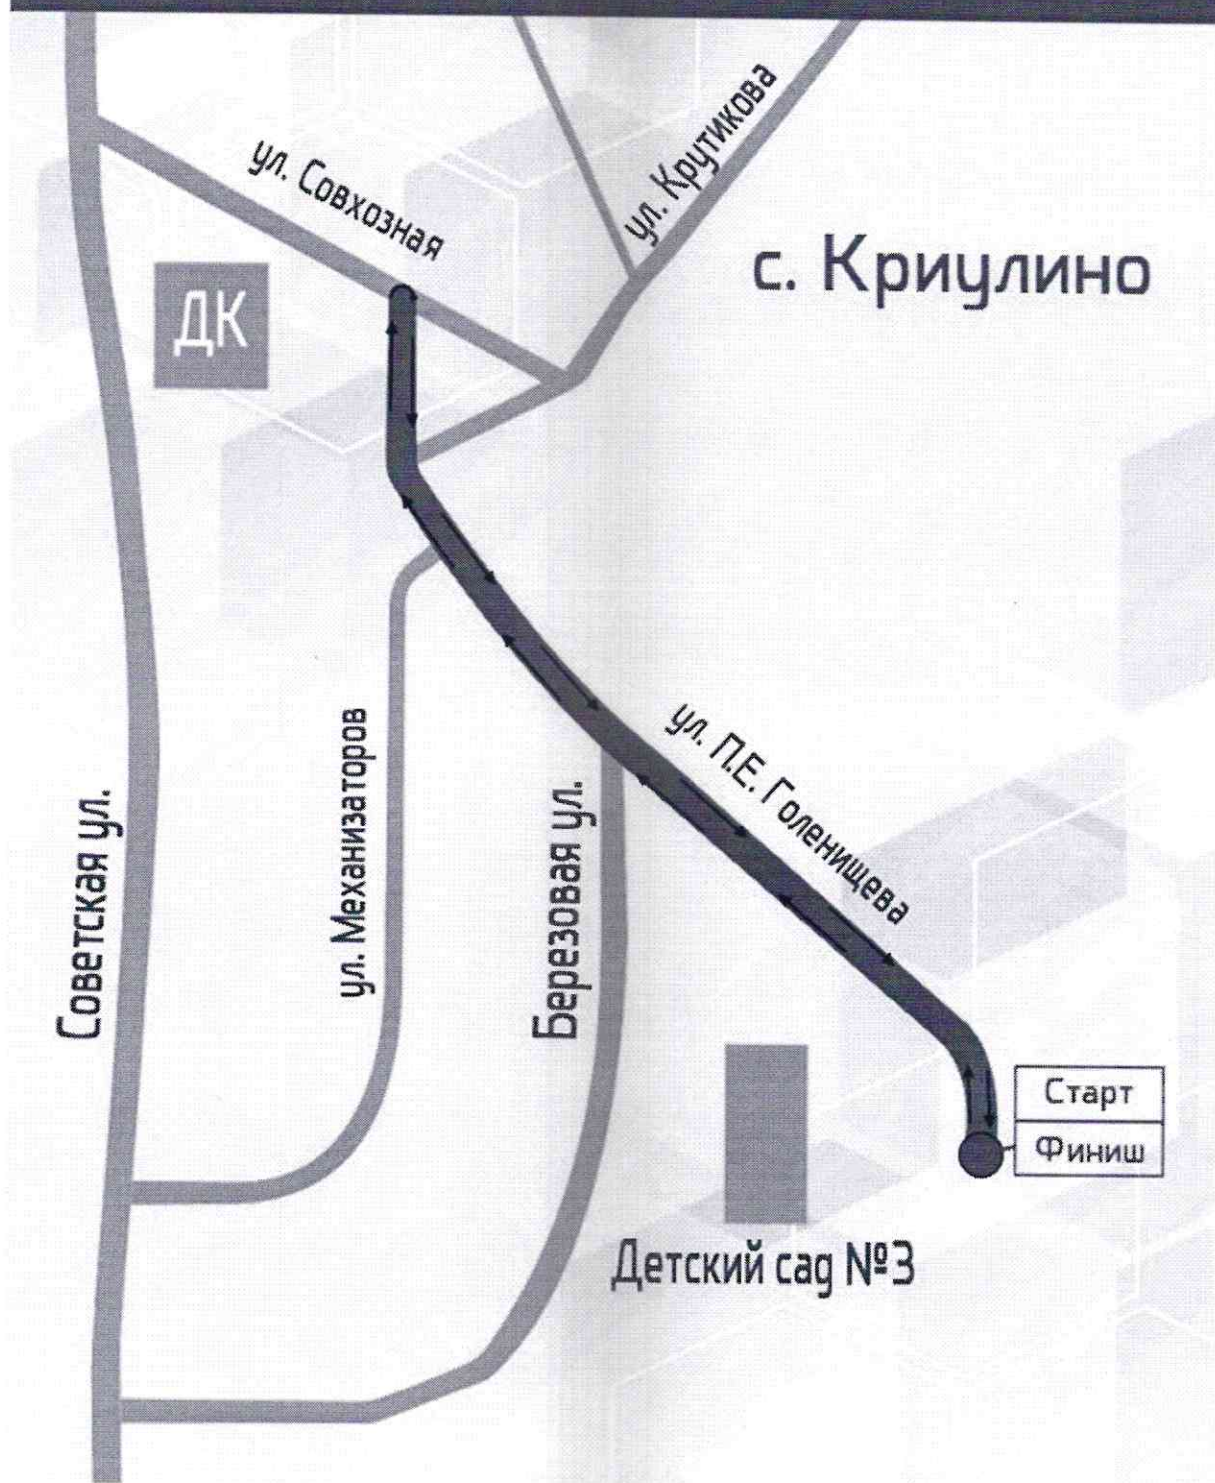 ул. Совхозная
ул. Крутикова
с. Криулино
ДК
ул. П.Е. Голенищева
ул. Механизаторов
Советская ул.
Березовая ул.
Старт
Финиш
Детский сад №3